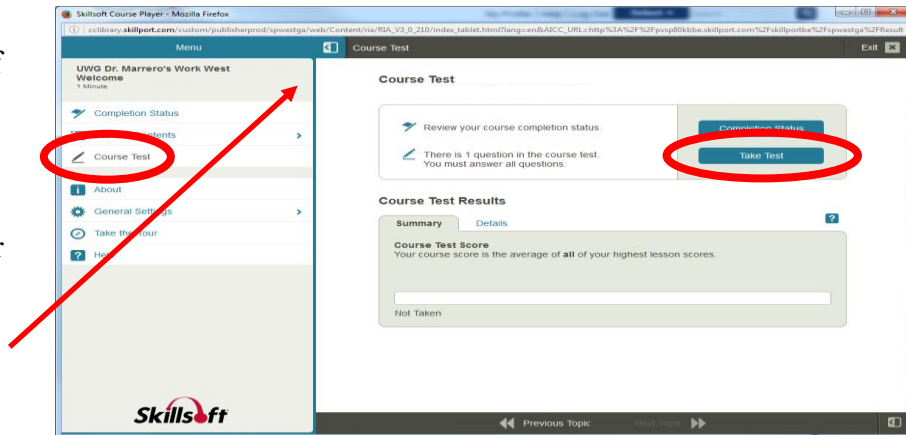 Skillsoft Course Player - Mozilla Firefox
cclibrary.skillport.com/custom/publisherprod/spwestga/web/Content/ria/RIA_V3_0_210/index_tablet.html?lang=en&AICC_URL=http%3A%2F%2Fpvsp80kbbe.skillport.com%2Fskillportbe%2Fspwestga%2FResult
Menu
Course Test
Exit
UWG Dr. Marrero's Work West
Welcome
1 Minute
Completion Status
Course Test
About
General Settings
Take the Tour
Help
Skillsoft
Course Test
Review your course completion status.
Completion Status
There is 1 question in the course test.
You must answer all questions.
Take Test
Course Test Results
Summary
Details
?
Course Test Score
Your course score is the average of all of your highest lesson scores.
Not Taken
Previous Topic
Next Topic
f
r